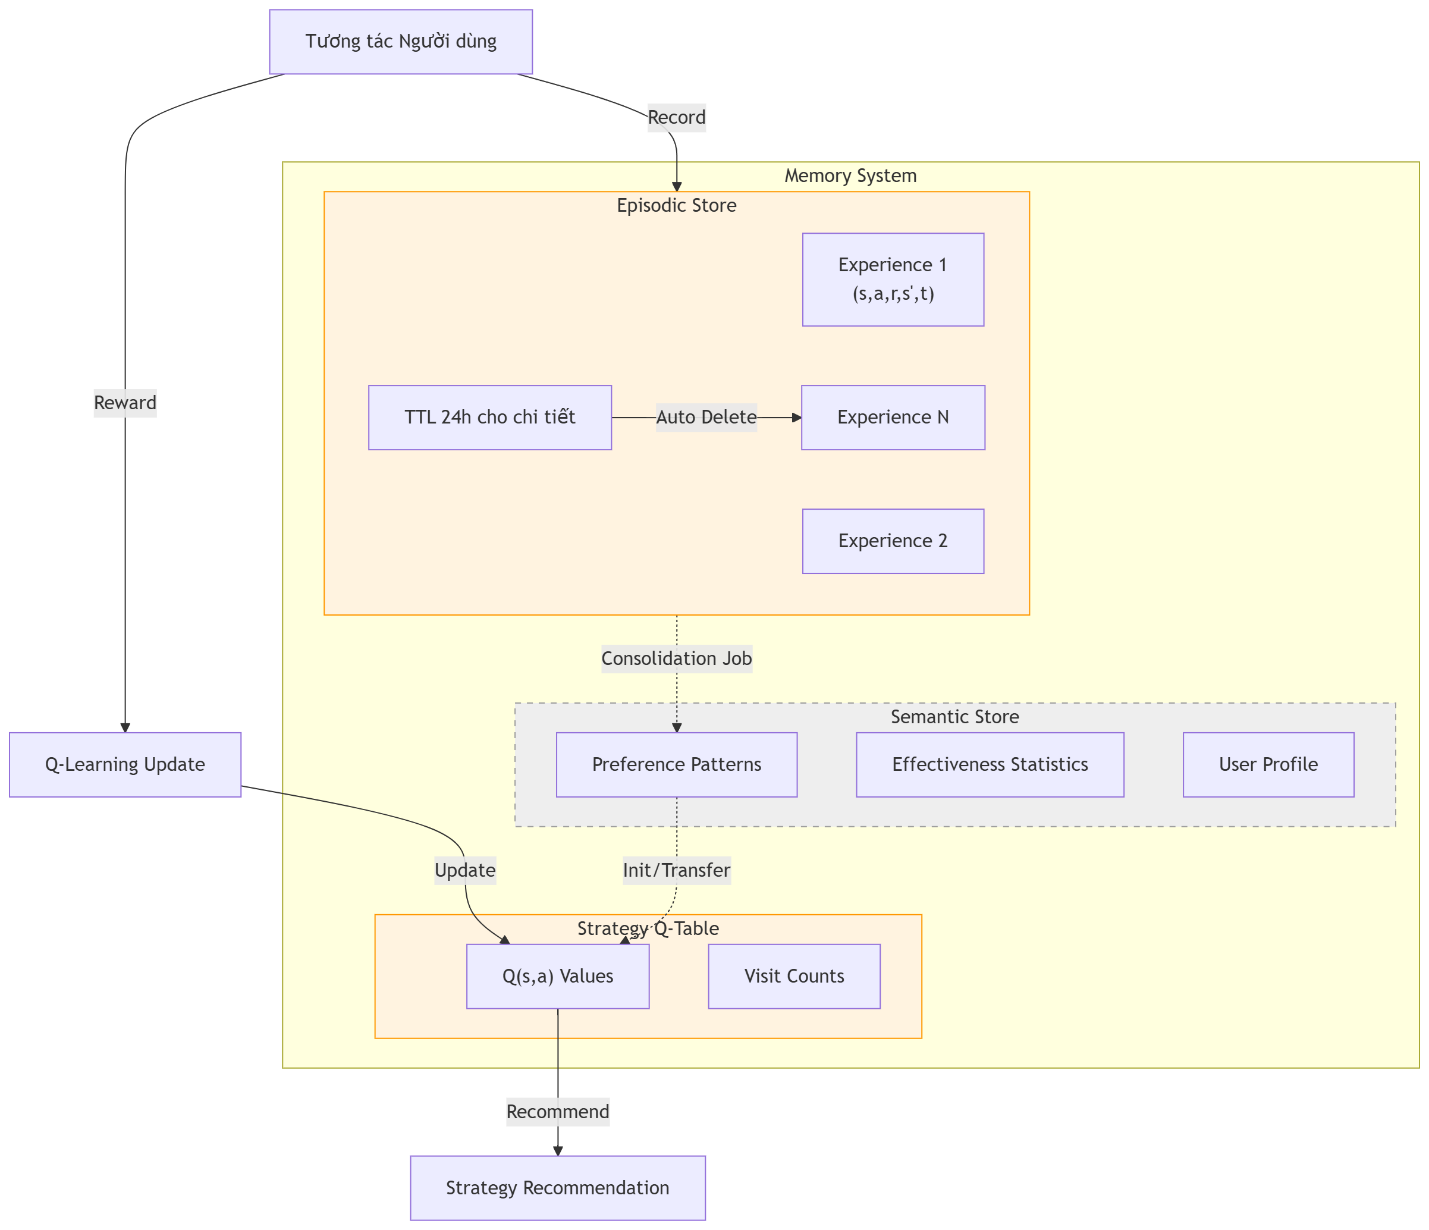 Tương tác Người dùng
Record
Memory System
Episodic Store
Experience 1
(s,a,r,s',t)
Reward
TTL 24h cho chi tiết
Auto Delete
Experience N
Experience 2
Consolidation Job
Semantic Store
Q-Learning Update
Preference Patterns
Effectiveness Statistics
User Profile
Update
Init/Transfer
Strategy Q-Table
Q(s,a) Values
Visit Counts
Recommend
Strategy Recommendation